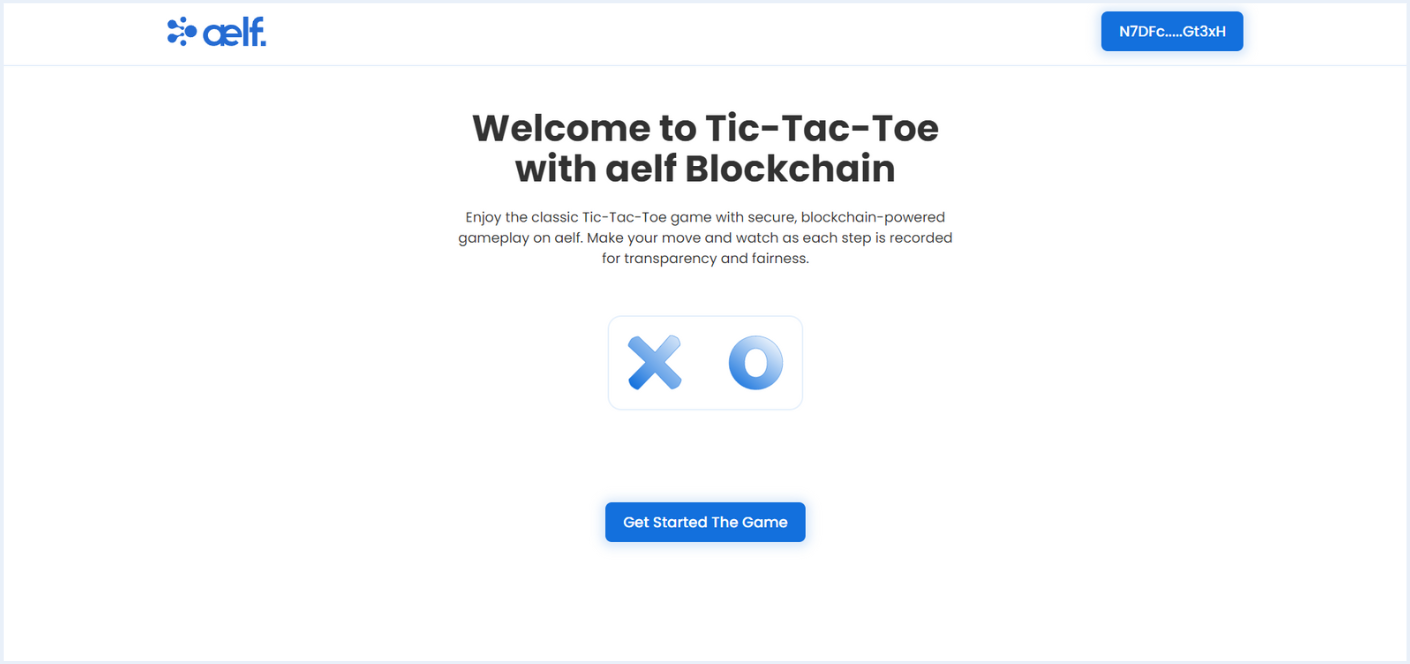 aelf.
N7DFc.....Gt3xH
Welcome to Tic-Tac-Toe
with aelf Blockchain
Enjoy the classic Tic-Tac-Toe game with secure, blockchain-powered
gameplay on aelf. Make your move and watch as each step is recorded
for transparency and fairness.
X O
Get Started The Game